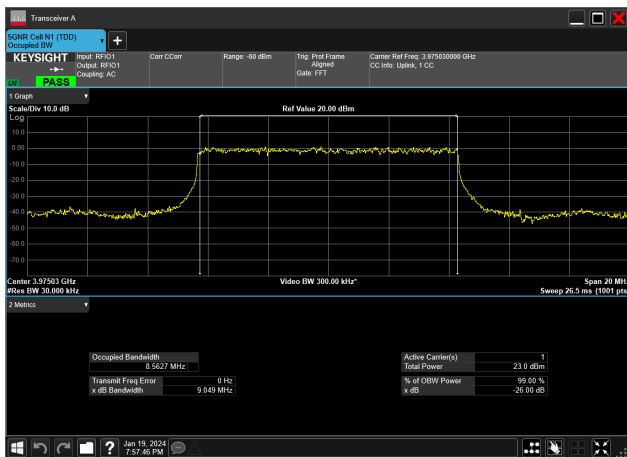 Transceiver A
5GNR Cell N1 (TDD)
Occupied BW
+
KEYSIGHT
Input: RFIO1
Output: RFIO1
Coupling: AC
Corr CCorr
Range: -60 dBm
Trig: Prot Frame
Aligned
Gate: FFT
Carrier Ref Freq: 3.975030000 GHz
CC Info: Uplink, 1 CC
LVI PASS
1 Graph
Scale/Div 10.0 dB
Ref Value 20.00 dBm
Log
10.0
0.00
-10.0
-20.0
-30.0
-40.0
-50.0
-60.0
-70.0
Center 3.97503 GHz
Video BW 300.00 kHz*
Span 20 MHz
#Res BW 30.000 kHz
Sweep 26.5 ms (1001 pts
2 Metrics
Occupied Bandwidth
8.5627 MHz
Transmit Freq Error 0 Hz
x dB Bandwidth 9.049 MHz
Active Carrier(s) 1
Total Power 23.0 dBm
% of OBW Power 99.00 %
x dB -26.00 dB
?
Jan 19, 2024
7:57:46 PM